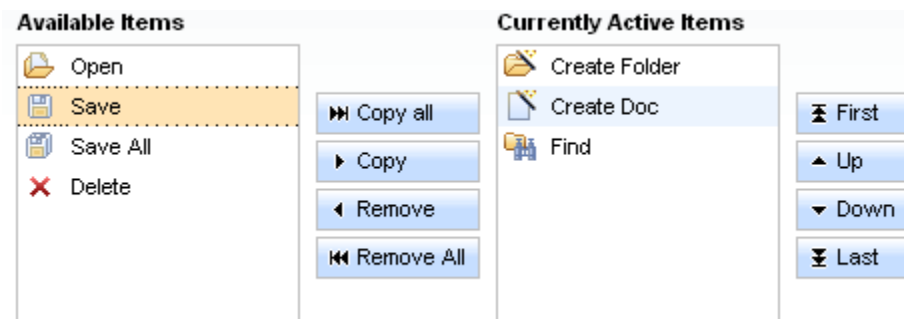 Available Items
Open
Save
Save All
Delete
Copy all
Copy
Remove
Remove All
Currently Active Items
Create Folder
Create Doc
Find
First
Up
Down
Last